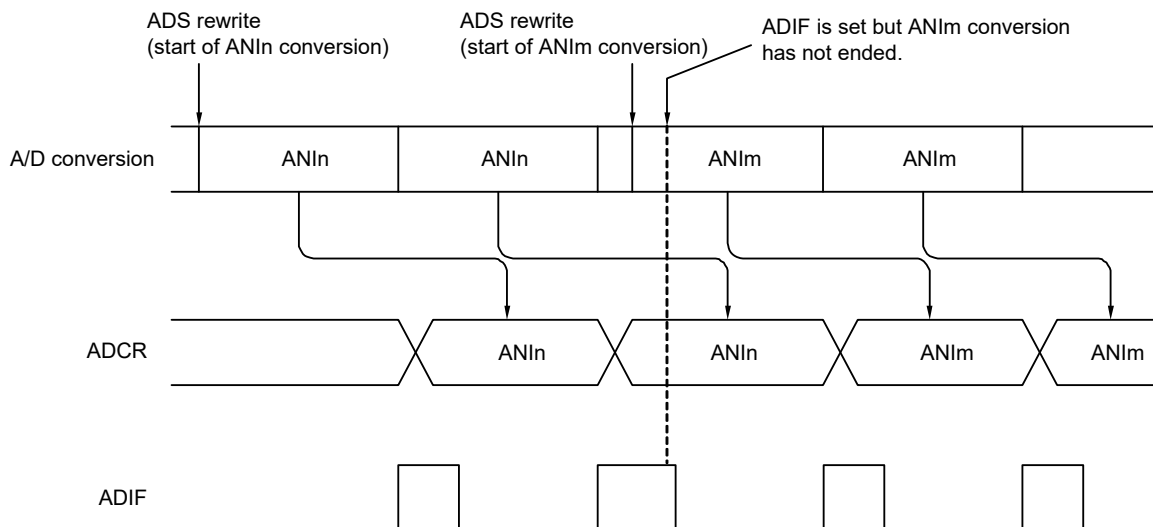 ADS rewrite
(start of ANIn conversion)
ADS rewrite
(start of ANIm conversion)
ADIF is set but ANIm conversion
has not ended.
A/D conversion
ANIn
ANIn
ANIm
ANIm
ADCR
ANIn
ANIn
ANIm
ANIm
ADIF